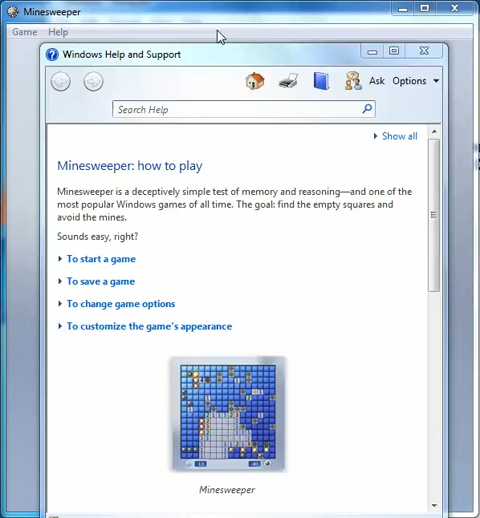 Minesweeper
Game Help
Windows Help and Support
Ask Options
Search Help
Show all
Minesweeper: how to play
Minesweeper is a deceptively simple test of memory and reasoning—and one of the
most popular Windows games of all time. The goal: find the empty squares and
avoid the mines.
Sounds easy, right?
To start a game
To save a game
To change game options
To customize the game's appearance
Minesweeper